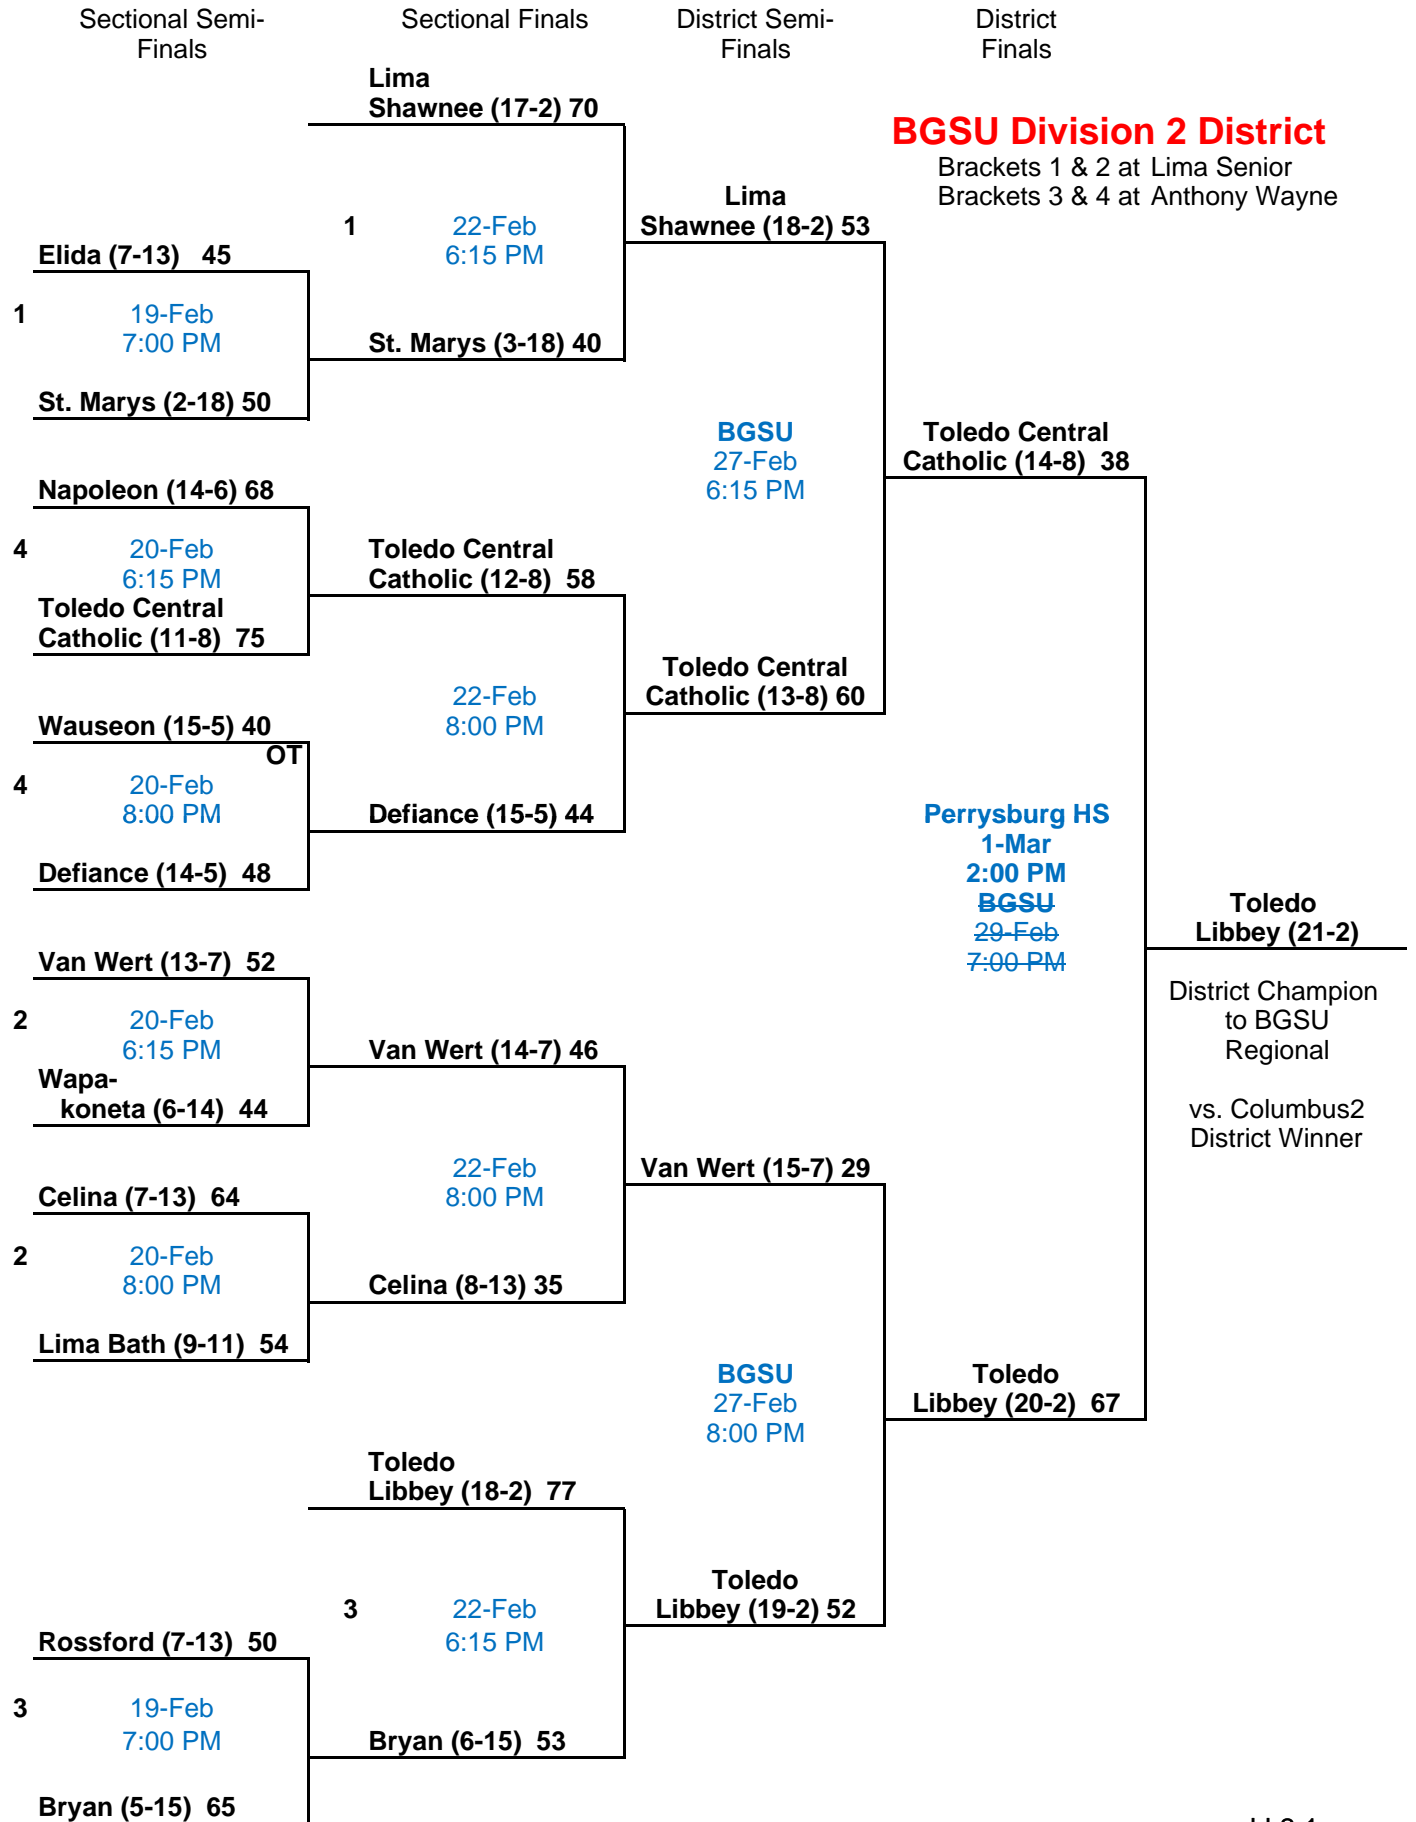 Sectional Semi-
Finals
Sectional Finals
District Semi-
Finals
District
Finals
BGSU Division 2 District
Brackets 1 & 2 at Lima Senior
Brackets 3 & 4 at Anthony Wayne
Elida (7-13) 45
1
19-Feb
7:00 PM
St. Marys (2-18) 50
Napoleon (14-6) 68
4
20-Feb
6:15 PM
Toledo Central
Catholic (11-8) 75
Wauseon (15-5) 40
OT
4
20-Feb
8:00 PM
Defiance (14-5) 48
Van Wert (13-7) 52
2
20-Feb
6:15 PM
Wapa-
koneta (6-14) 44
Celina (7-13) 64
2
20-Feb
8:00 PM
Lima Bath (9-11) 54
Rossford (7-13) 50
3
19-Feb
7:00 PM
Bryan (5-15) 65
Lima
Shawnee (17-2) 70
1
22-Feb
6:15 PM
St. Marys (3-18) 40
Toledo Central
Catholic (12-8) 58
22-Feb
8:00 PM
Defiance (15-5) 44
Van Wert (14-7) 46
22-Feb
8:00 PM
Celina (8-13) 35
Toledo
Libbey (18-2) 77
3
22-Feb
6:15 PM
Bryan (6-15) 53
Lima
Shawnee (18-2) 53
BGSU
27-Feb
6:15 PM
Toledo Central
Catholic (13-8) 60
Van Wert (15-7) 29
BGSU
27-Feb
8:00 PM
Toledo
Libbey (19-2) 52
Toledo Central
Catholic (14-8) 38
Perrysburg HS
1-Mar
2:00 PM
BGSU
29-Feb
7:00 PM
Toledo
Libbey (20-2) 67
Toledo
Libbey (21-2)
District Champion
to BGSU
Regional
vs. Columbus2
District Winner